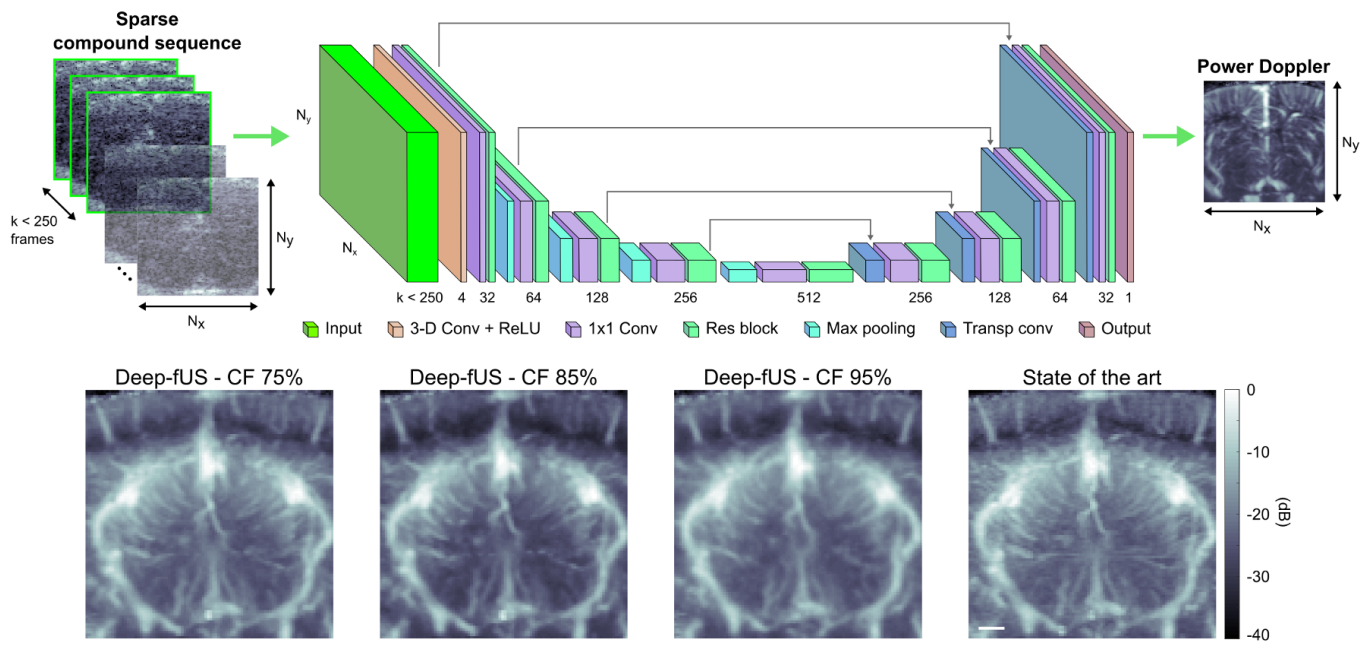 Sparse
compound sequence
k < 250
frames
Ny
Nx
Ny
Nx
k < 250 4 32 64 128 256 512 256 128 64 32 1
Power Doppler
Ny
Nx
Input 3-D Conv + ReLU 1x1 Conv Res block Max pooling Transp conv Output
Deep-fUS - CF 75% Deep-fUS - CF 85% Deep-fUS - CF 95% State of the art
0
-10
-20
-30
-40
(dB)